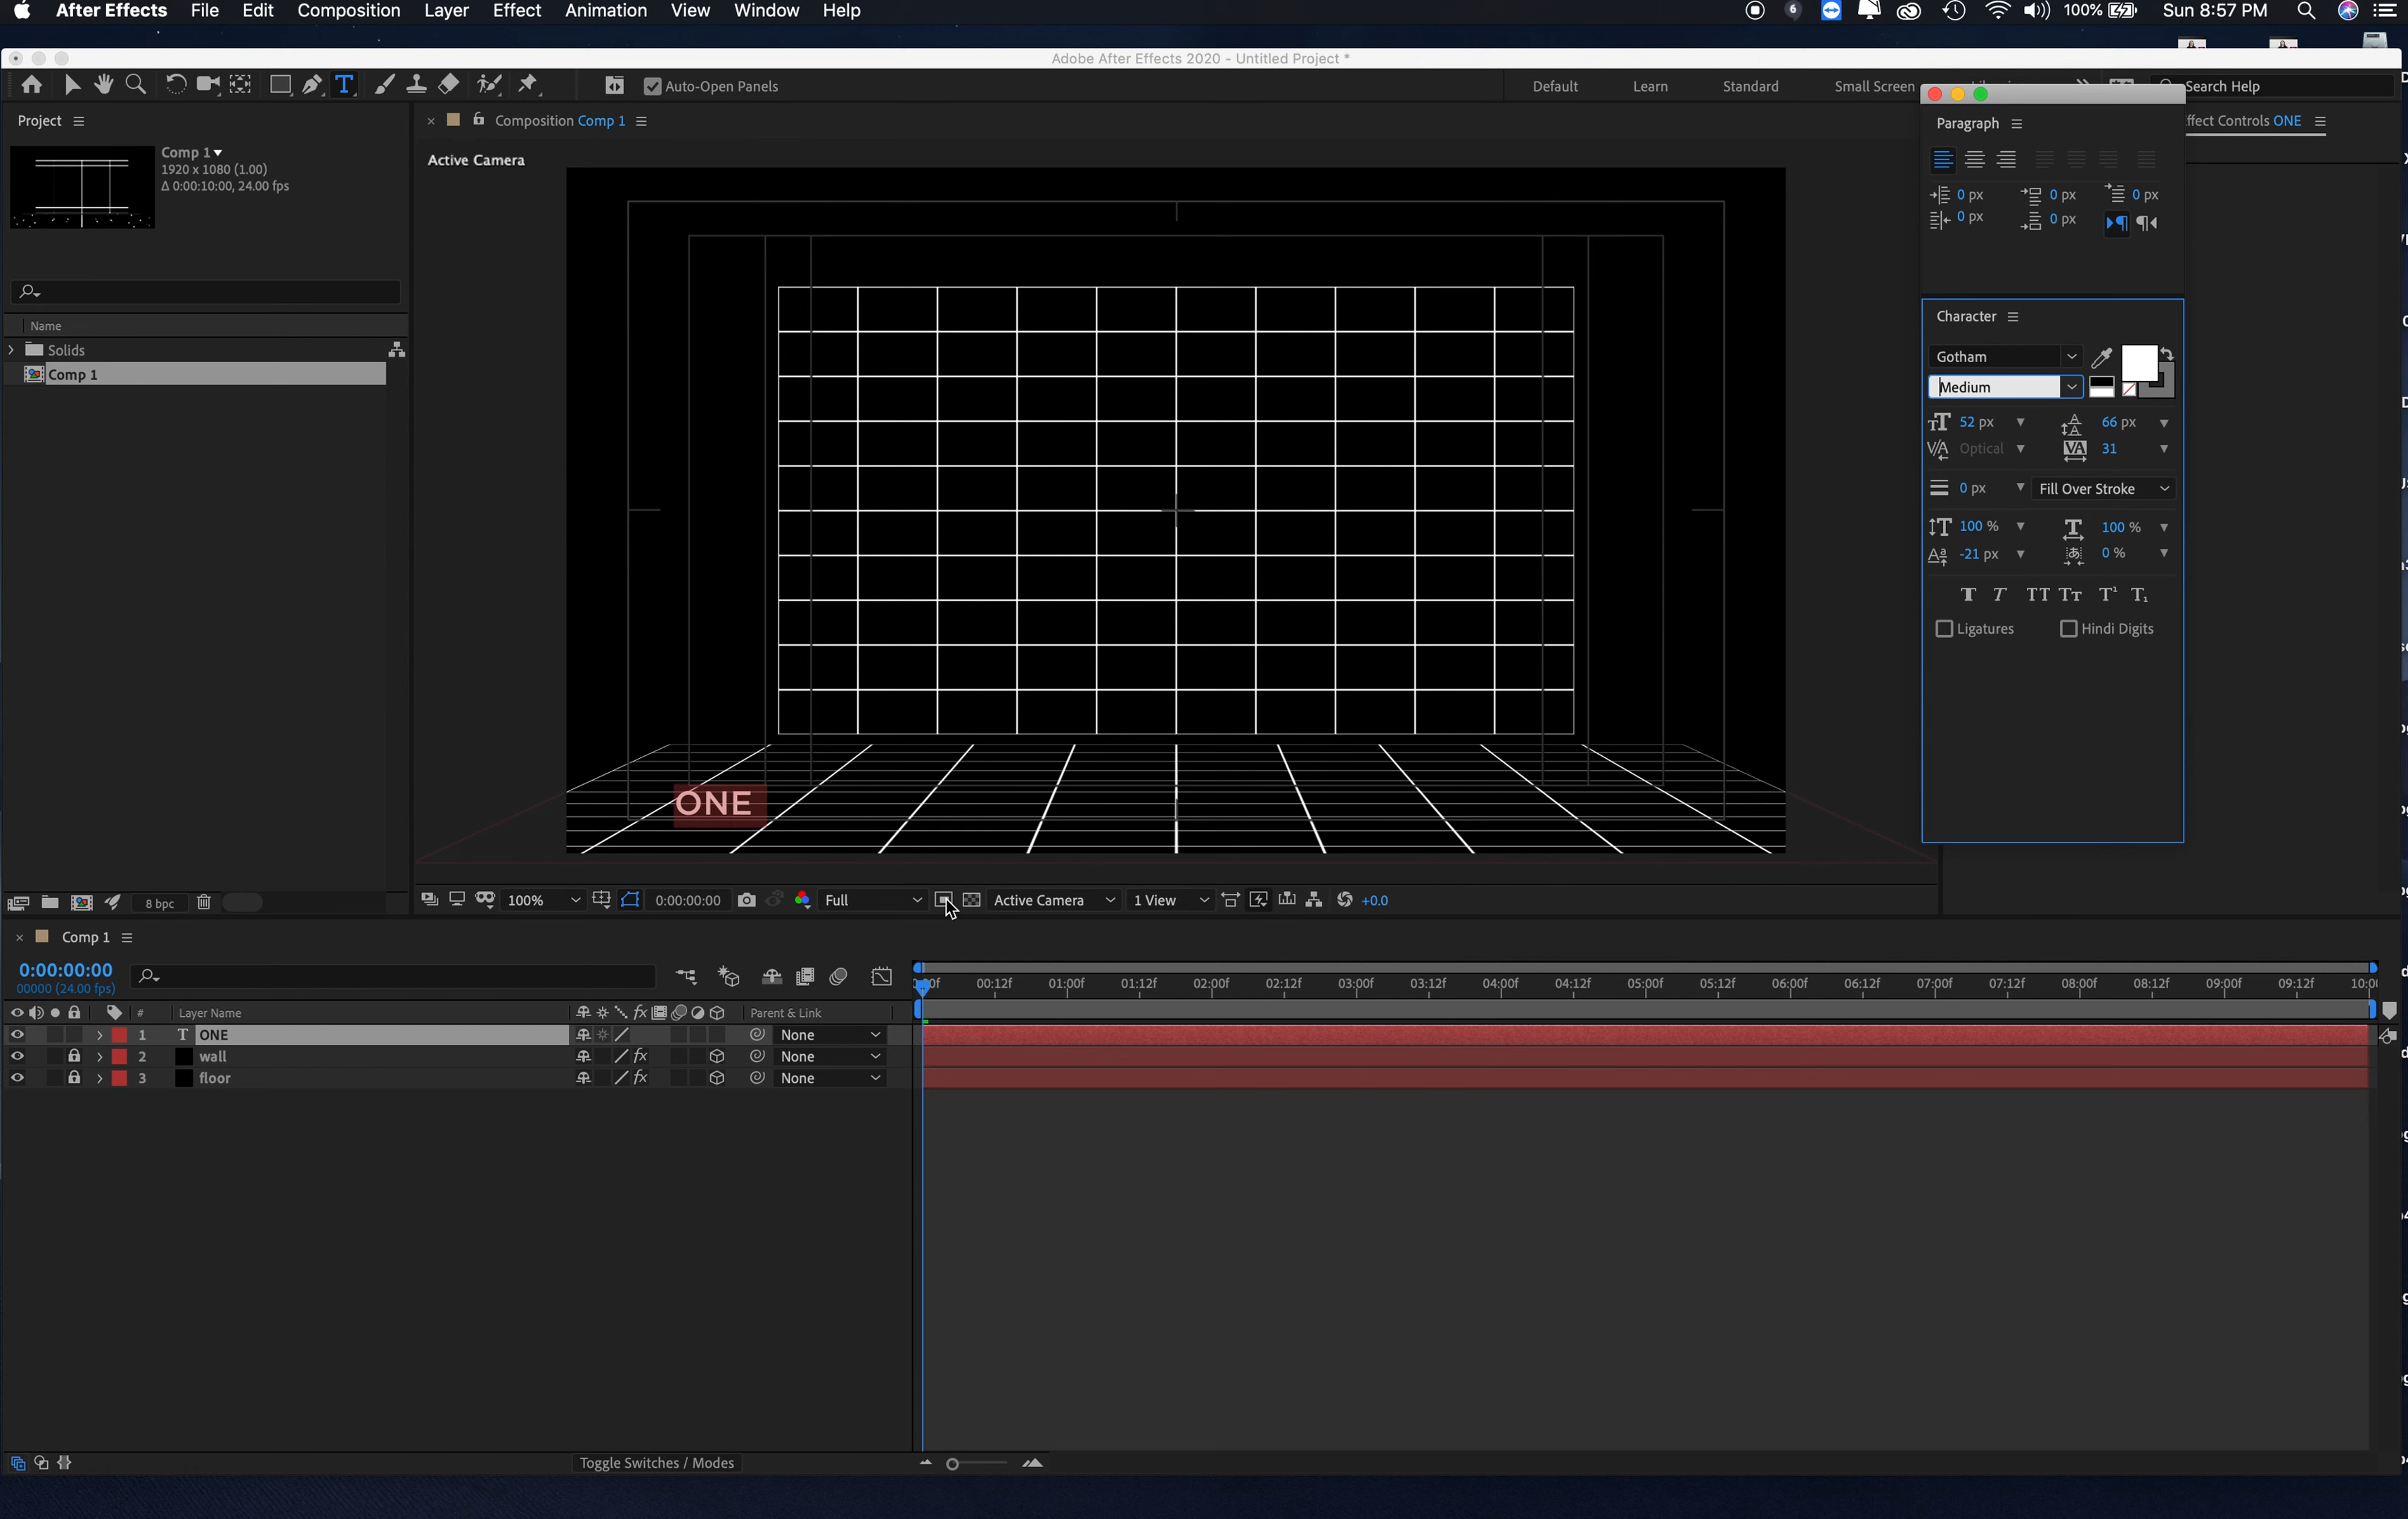 After Effects File Edit Composition Layer Effect Animation View Window Help 6 100% Sun 8:57 PM
Adobe After Effects 2020 - Untitled Project *
Auto-Open Panels Default Learn Standard Small Screen Search Help
Project
Composition Comp 1
Effect Controls ONE
Comp 1
1920 x 1080 (1.00)
Δ 0:00:10:00, 24.00 fps
Active Camera
Name
Solids
Comp 1
ONE
Paragraph
0 px 0 px 0 px
0 px 0 px
Character
Gotham
Medium
52 px 66 px
Optical 31
0 px Fill Over Stroke
100 % 100 %
-21 px 0 %
Ligatures Hindi Digits
8 bpc
100% 0:00:00:00 Full Active Camera 1 View +0.0
Comp 1
0:00:00:00
00000 (24.00 fps)
00:12f 01:00f 01:12f 02:00f 02:12f 03:00f 03:12f 04:00f 04:12f 05:00f 05:12f 06:00f 06:12f 07:00f 07:12f 08:00f 08:12f 09:00f 09:12f
# Layer Name fx Parent & Link
1 T ONE None
2 wall fx None
3 floor fx None
Toggle Switches / Modes